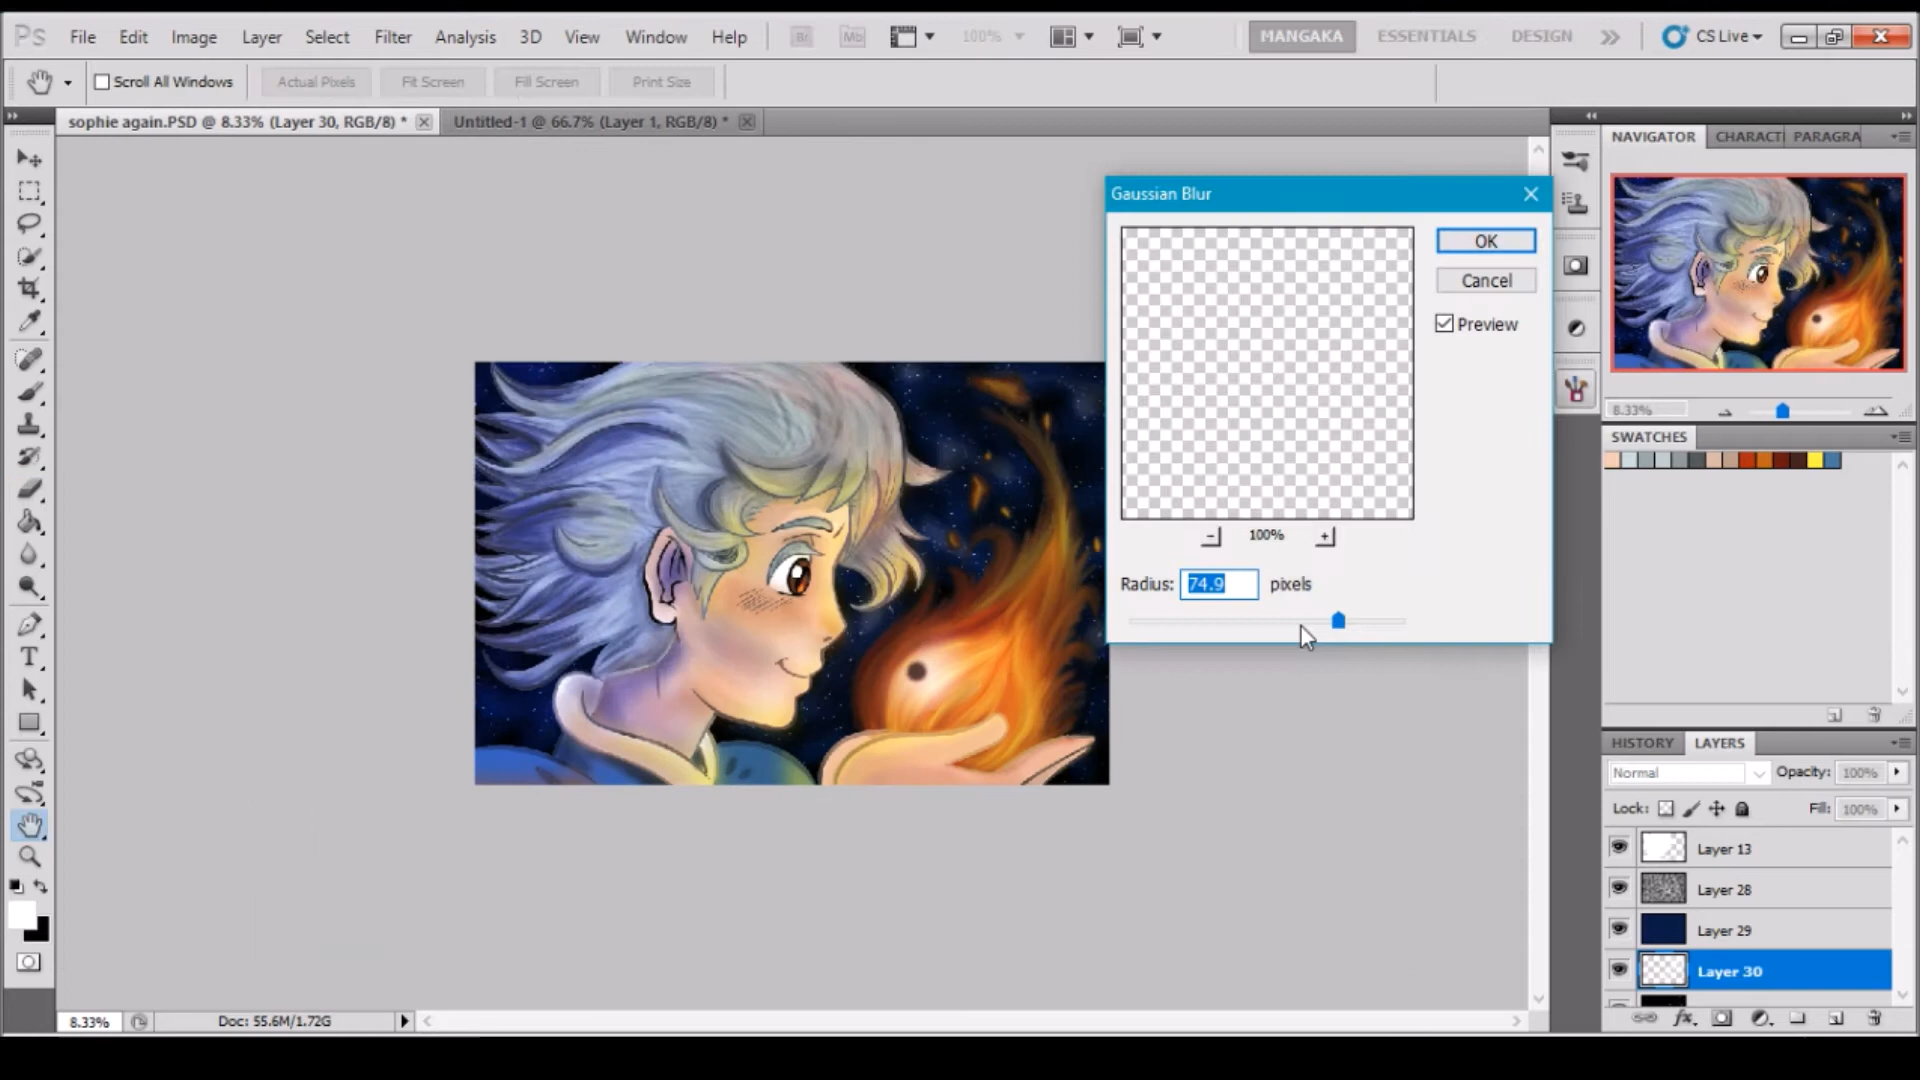 Ps File Edit Image Layer Select Filter Analysis 3D View Window Help Br Mb 100% MANGAKA ESSENTIALS DESIGN CS Live
Scroll All Windows Actual Pixels Fit Screen Fill Screen Print Size
sophie again.PSD @ 8.33% (Layer 30, RGB/8) * Untitled-1 @ 66.7% (Layer 1, RGB/8) *
NAVIGATOR CHARACT PARAGRA
Gaussian Blur
OK
Cancel
Preview
100%
Radius: 74.9 pixels
8.33%
SWATCHES
HISTORY LAYERS
Normal Opacity: 100%
Lock: Fill: 100%
Layer 13
Layer 28
Layer 29
Layer 30
fx
T
8.33% Doc: 55.6M/1.72G